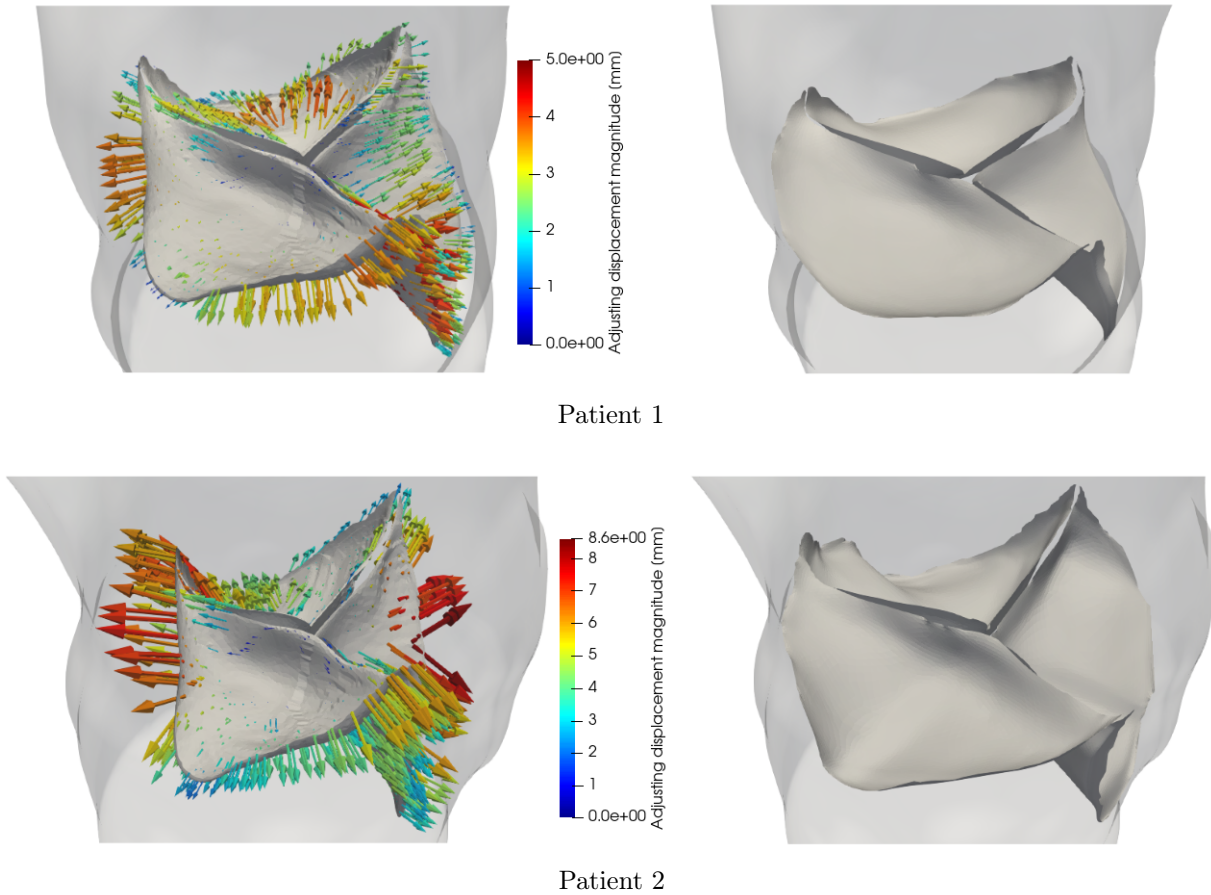 5.0e+00
4
3
2
1
0.0e+00
Adjusting displacement magnitude (mm)
Patient 1
8.6e+00
8
7
6
5
4
3
2
1
0.0e+00
Adjusting displacement magnitude (mm)
Patient 2